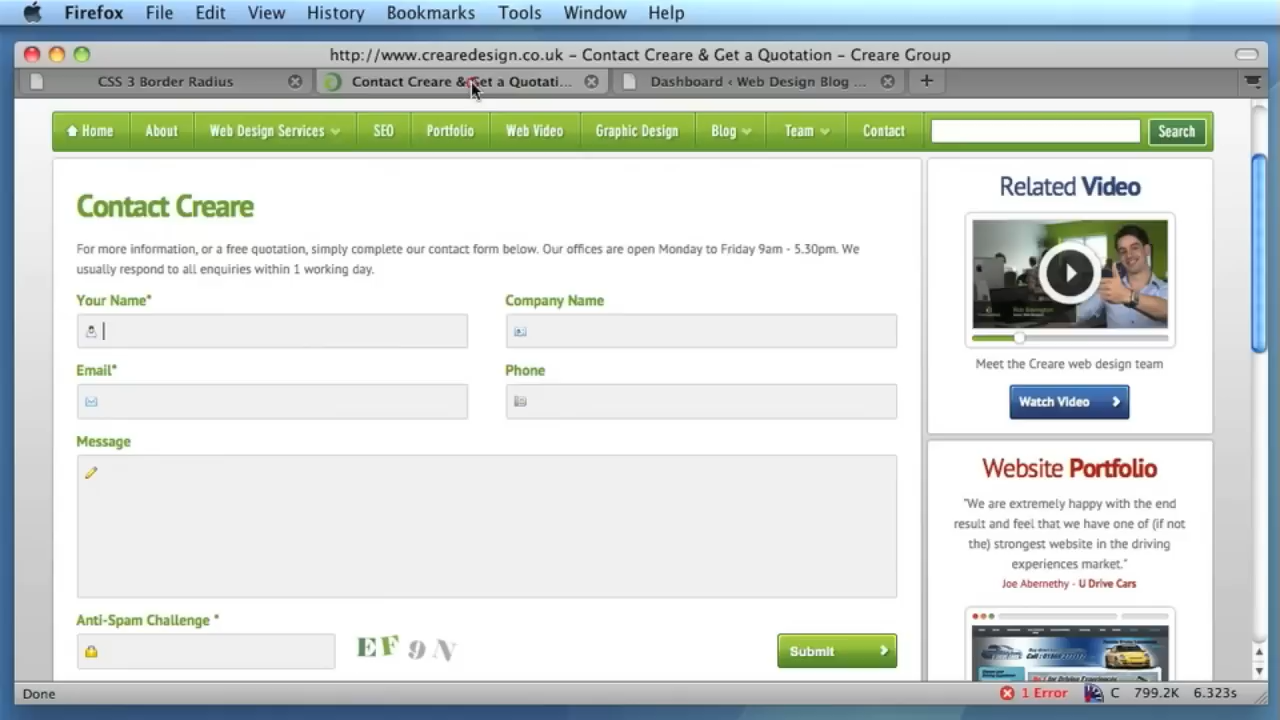 Firefox File Edit View History Bookmarks Tools Window Help
http://www.crearedesign.co.uk – Contact Creare & Get a Quotation – Creare Group
CSS 3 Border Radius
Contact Creare & Get a Quotati...
Dashboard ‹ Web Design Blog ...
Home About Web Design Services SEO Portfolio Web Video Graphic Design Blog Team Contact Search
Contact Creare
For more information, or a free quotation, simply complete our contact form below. Our offices are open Monday to Friday 9am - 5.30pm. We
usually respond to all enquiries within 1 working day.
Your Name*
Company Name
Email*
Phone
Message
Anti-Spam Challenge *
EF9N
Submit
Related Video
Meet the Creare web design team
Watch Video
Website Portfolio
"We are extremely happy with the end
result and feel that we have one of (if not
the) strongest website in the driving
experiences market."
Joe Abernethy - U Drive Cars
Done
1 Error C 799.2K 6.323s